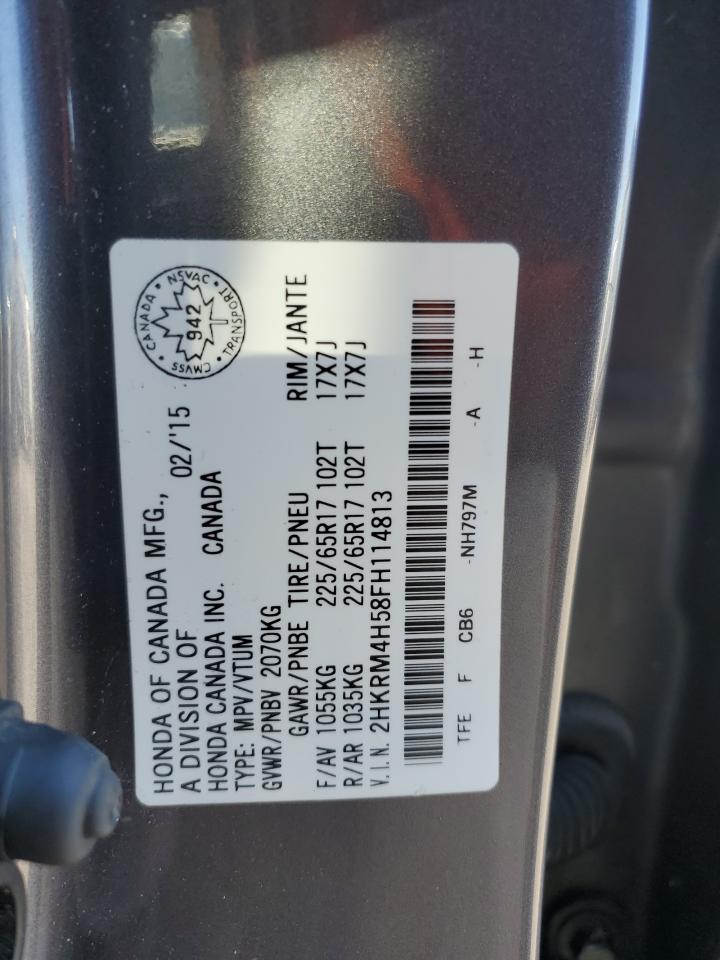 HONDA OF CANADA MFG., 02/'15
A DIVISION OF
HONDA CANADA INC. CANADA
TYPE: MPV/VTUM
GVWR/PNBV 2070KG
GAWR/PNBE TIRE/PNEU RIM/JANTE
F/AV 1055KG 225/65R17 102T 17X7J
R/AR 1035KG 225/65R17 102T 17X7J
V.I.N. 2HKRM4H58FH114813
TFE F CB6 -NH797M -A -H
CANADA • NSVAC • TRANSPORT • CMVSS •
942